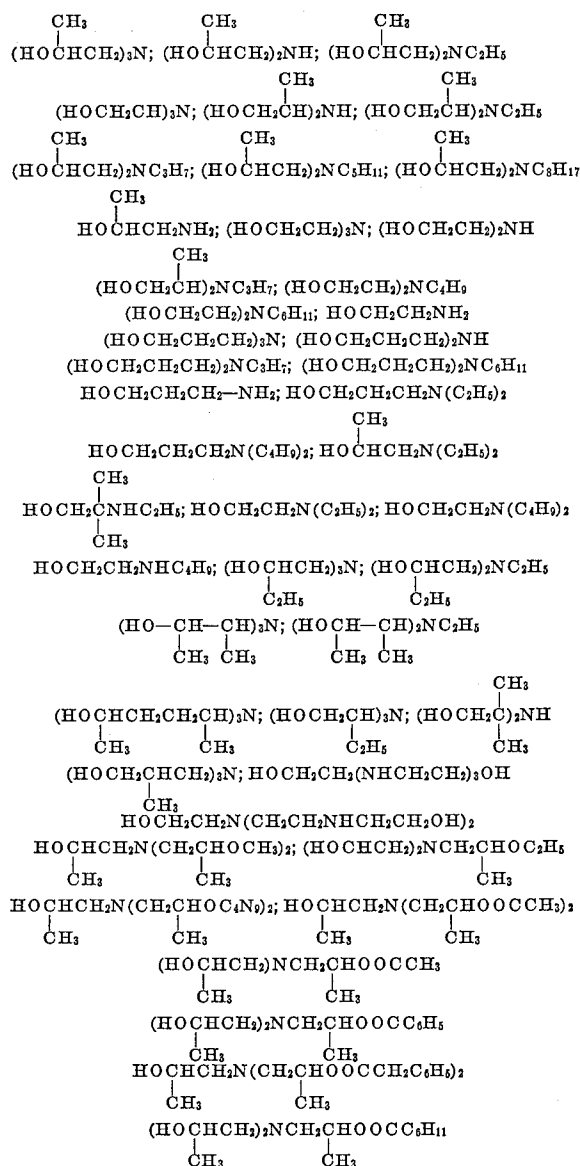 CH₃ CH₃ CH₃
(HOCHCH₂)₃N; (HOCHCH₂)₂NH; (HOCHCH₂)₂NC₂H₅
CH₃ CH₃
(HOCH₂CH)₃N; (HOCH₂CH)₂NH; (HOCH₂CH)₂NC₂H₅
CH₃ CH₃ CH₃
(HOCHCH₂)₂NC₃H₇; (HOCHCH₂)₂NC₅H₁₁; (HOCHCH₂)₂NC₈H₁₇
CH₃
HOCHCH₂NH₂; (HOCH₂CH₂)₃N; (HOCH₂CH₂)₂NH
CH₃
(HOCH₂CH)₂NC₃H₇; (HOCH₂CH₂)₂NC₄H₉
(HOCH₂CH₂)₂NC₆H₁₁; HOCH₂CH₂NH₂
(HOCH₂CH₂CH₂)₃N; (HOCH₂CH₂CH₂)₂NH
(HOCH₂CH₂CH₂)₂NC₃H₇; (HOCH₂CH₂CH₂)₂NC₆H₁₁
HOCH₂CH₂CH₂—NH₂; HOCH₂CH₂CH₂N(C₂H₅)₂
CH₃
HOCH₂CH₂CH₂N(C₄H₉)₂; HOCHCH₂N(C₂H₅)₂
CH₃
HOCH₂CNHC₂H₅; HOCH₂CH₂N(C₂H₅)₂; HOCH₂CH₂N(C₄H₉)₂
CH₃
HOCH₂CH₂NHC₄H₉; (HOCHCH₂)₃N; (HOCHCH₂)₂NC₂H₅
C₂H₅ C₂H₅
(HO—CH—CH)₃N; (HOCH—CH)₂NC₂H₅
CH₃ CH₃ CH₃ CH₃
CH₃
(HOCHCH₂CH₂CH)₃N; (HOCH₂CH)₃N; (HOCH₂C)₂NH
CH₃ CH₃ C₂H₅ CH₃
(HOCH₂CHCH₂)₃N; HOCH₂CH₂(NHCH₂CH₂)₃OH
CH₃
HOCH₂CH₂N(CH₂CH₂NHCH₂CH₂OH)₂
HOCHCH₂N(CH₂CHOCH₃)₂; (HOCHCH₂)₂NCH₂CHOC₂H₅
CH₃ CH₃ CH₃
HOCHCH₂N(CH₂CHOC₄N₉)₂; HOCHCH₂N(CH₂CHOOCCH₃)₂
CH₃ CH₃ CH₃ CH₃
(HOCHCH₂)NCH₂CHOOCCH₃
CH₃ CH₃
(HOCHCH₂)₂NCH₂CHOOCC₆H₅
CH₃ CH₃
HOCHCH₂N(CH₂CHOOCCH₂C₆H₅)₂
CH₃ CH₃
(HOCHCH₂)₂NCH₂CHOOCC₆H₁₁
CH₃ CH₃